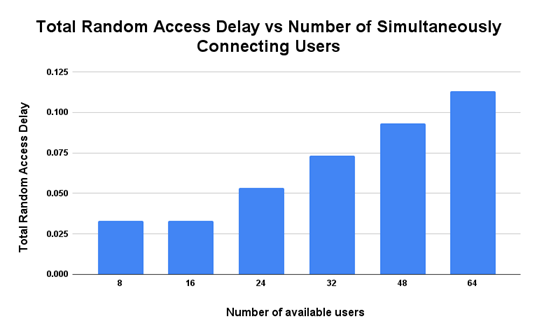 Total Random Access Delay vs Number of Simultaneously
Connecting Users
Total Random Access Delay
0.125
0.100
0.075
0.050
0.025
0.000
8 16 24 32 48 64
Number of available users